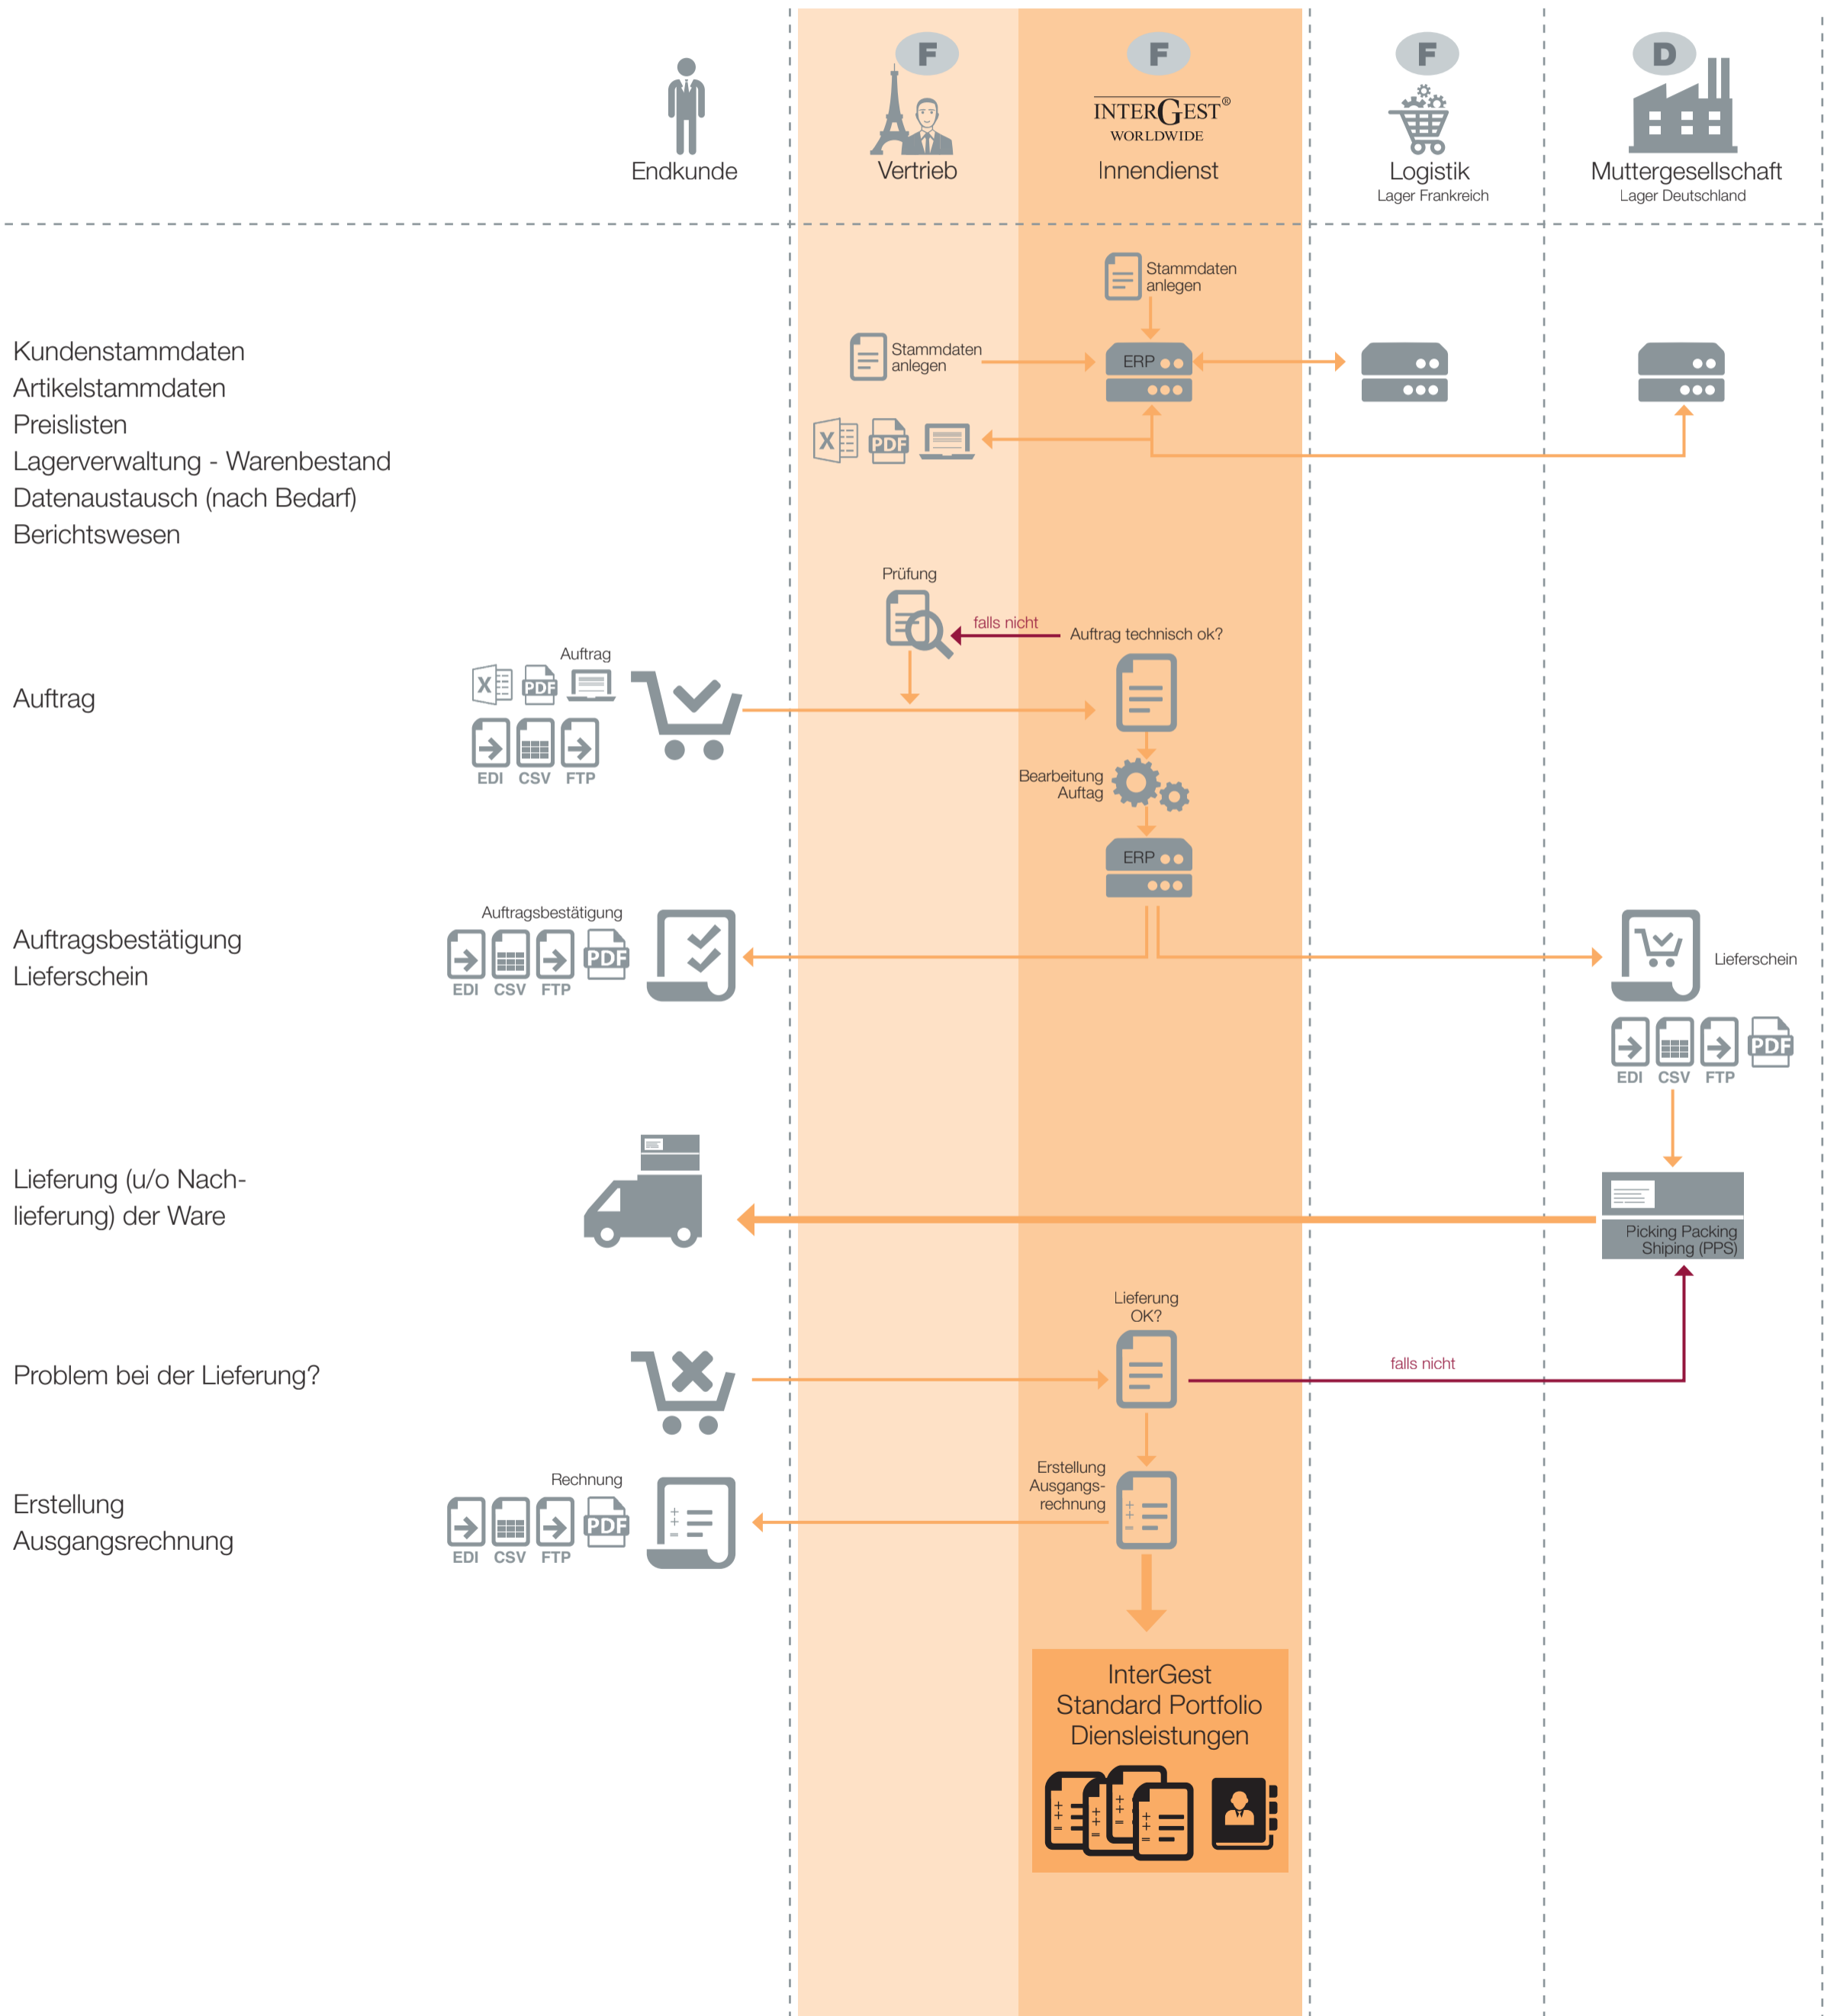 F
F
F
D
INTERGEST®
WORLDWIDE
Endkunde
Vertrieb
Innendienst
Logistik
Lager Frankreich
Muttergesellschaft
Lager Deutschland
Stammdaten
anlegen
Kundenstammdaten
Artikelstammdaten
Preislisten
Lagerverwaltung - Warenbestand
Datenaustausch (nach Bedarf)
Berichtswesen
Stammdaten
anlegen
ERP
X
PDF
Prüfung
falls nicht
Auftrag technisch ok?
Auftrag
Auftrag
X
PDF
EDI CSV FTP
Bearbeitung
Auftag
ERP
Auftragsbestätigung
Lieferschein
Auftragsbestätigung
PDF
EDI CSV FTP
Lieferschein
PDF
EDI CSV FTP
Lieferung (u/o Nach-
lieferung) der Ware
Picking Packing
Shiping (PPS)
Lieferung
OK?
Problem bei der Lieferung?
falls nicht
Erstellung
Ausgangsrechnung
Rechnung
PDF
EDI CSV FTP
+
+
=
Erstellung
Ausgangs-
rechnung
+
+
=
InterGest
Standard Portfolio
Diensleistungen
+
+
=
+
+
=
+
+
=
+
+
=